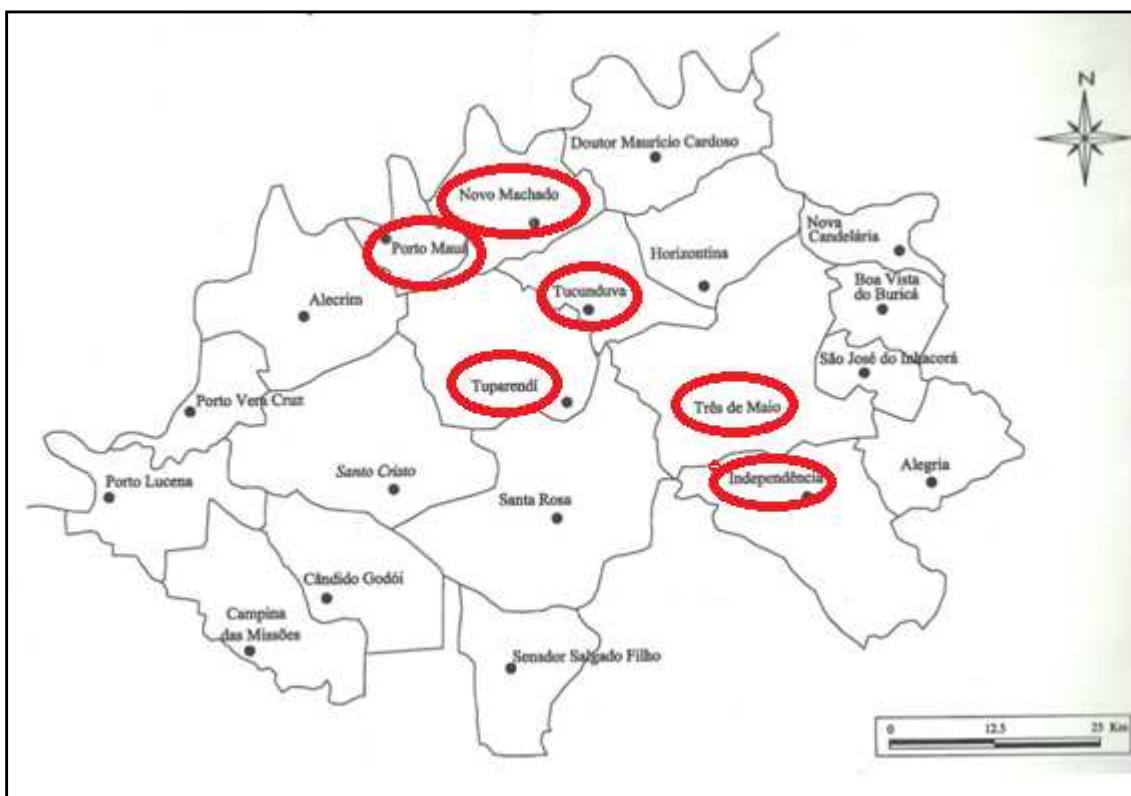 N
Doutor Maurício Cardoso
Novo Machado
Nova
Candelária
Porto Mauá
Horizontina
Boa Vista
do Buricá
Tucunduva
Alecrim
São José do Inhacorá
Tuparendi
Porto Vera Cruz
Três de Maio
Santo Cristo
Alegria
Porto Lucena
Independência
Santa Rosa
Cândido Godói
Campina
das Missões
Senador Salgado Filho
0 12.5 25 Km